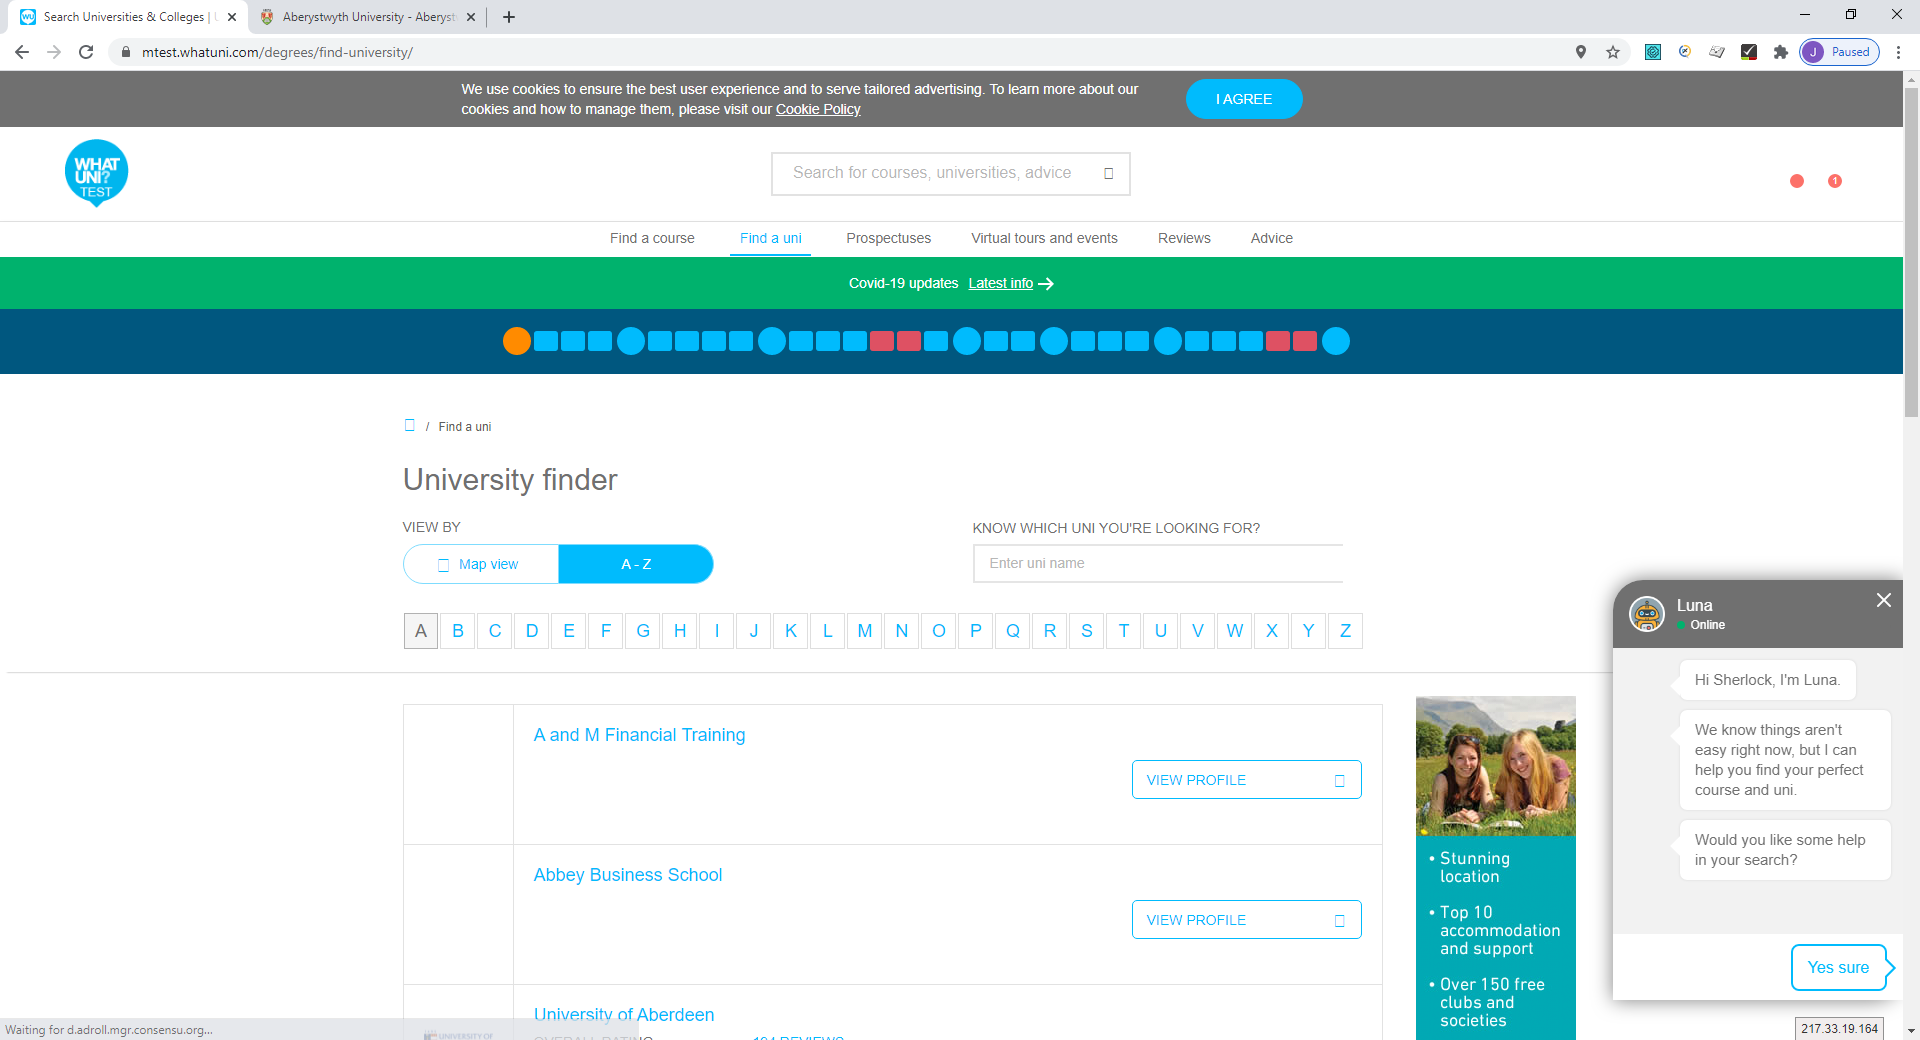 Search Universities & Colleges |
Aberystwyth University - Aberyst
mtest.whatuni.com/degrees/find-university/
J Paused
We use cookies to ensure the best user experience and to serve tailored advertising. To learn more about our
cookies and how to manage them, please visit our Cookie Policy
I AGREE
WHAT
UNI?
TEST
Search for courses, universities, advice
1
Find a course
Find a uni
Prospectuses
Virtual tours and events
Reviews
Advice
Covid-19 updates Latest info
/ Find a uni
University finder
VIEW BY
Map view
A - Z
KNOW WHICH UNI YOU'RE LOOKING FOR?
Enter uni name
A B C D E F G H I J K L M N O P Q R S T U V W X Y Z
A and M Financial Training
VIEW PROFILE
Abbey Business School
VIEW PROFILE
University of Aberdeen
OVERALL RATING
194 REVIEWS
UNIVERSITY OF
• Stunning
location
• Top 10
accommodation
and support
• Over 150 free
clubs and
societies
Luna
Online
Hi Sherlock, I'm Luna.
We know things aren't
easy right now, but I can
help you find your perfect
course and uni.
Would you like some help
in your search?
Yes sure
Waiting for d.adroll.mgr.consensu.org...
217.33.19.164